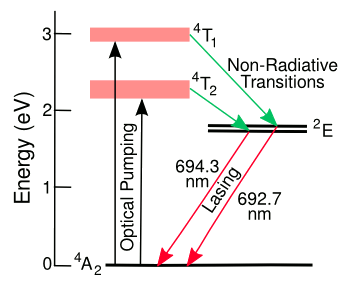 3
⁴T₁
Non-Radiative
Transitions
⁴T₂
2
²E
Energy (eV)
Optical Pumping
694.3
nm
Lasing
692.7
nm
1
0
⁴A₂